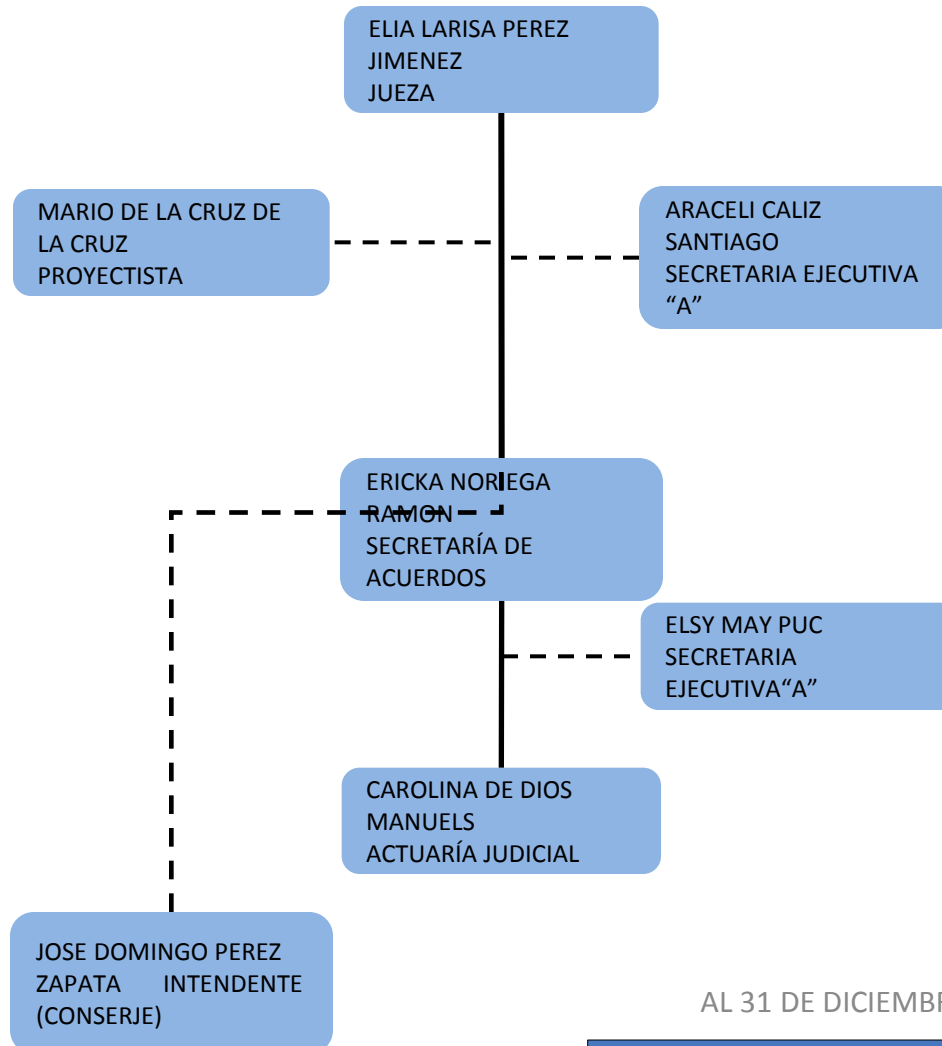 ELIA LARISA PEREZ
JIMENEZ
JUEZA
MARIO DE LA CRUZ DE
LA CRUZ
PROYECTISTA
ARACELI CALIZ
SANTIAGO
SECRETARIA EJECUTIVA
“A”
ERICKA NORIEGA
RAMON
SECRETARÍA DE
ACUERDOS
ELSY MAY PUC
SECRETARIA
EJECUTIVA“A”
CAROLINA DE DIOS
MANUELS
ACTUARÍA JUDICIAL
JOSE DOMINGO PEREZ
ZAPATA INTENDENTE
(CONSERJE)
AL 31 DE DICIEMBR